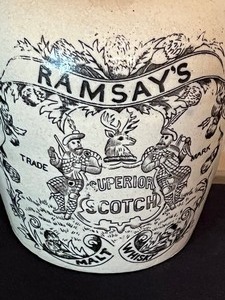 RAMSAY'S
TRADE MARK
SUPERIOR
SCOTCH
MALT WHISKY